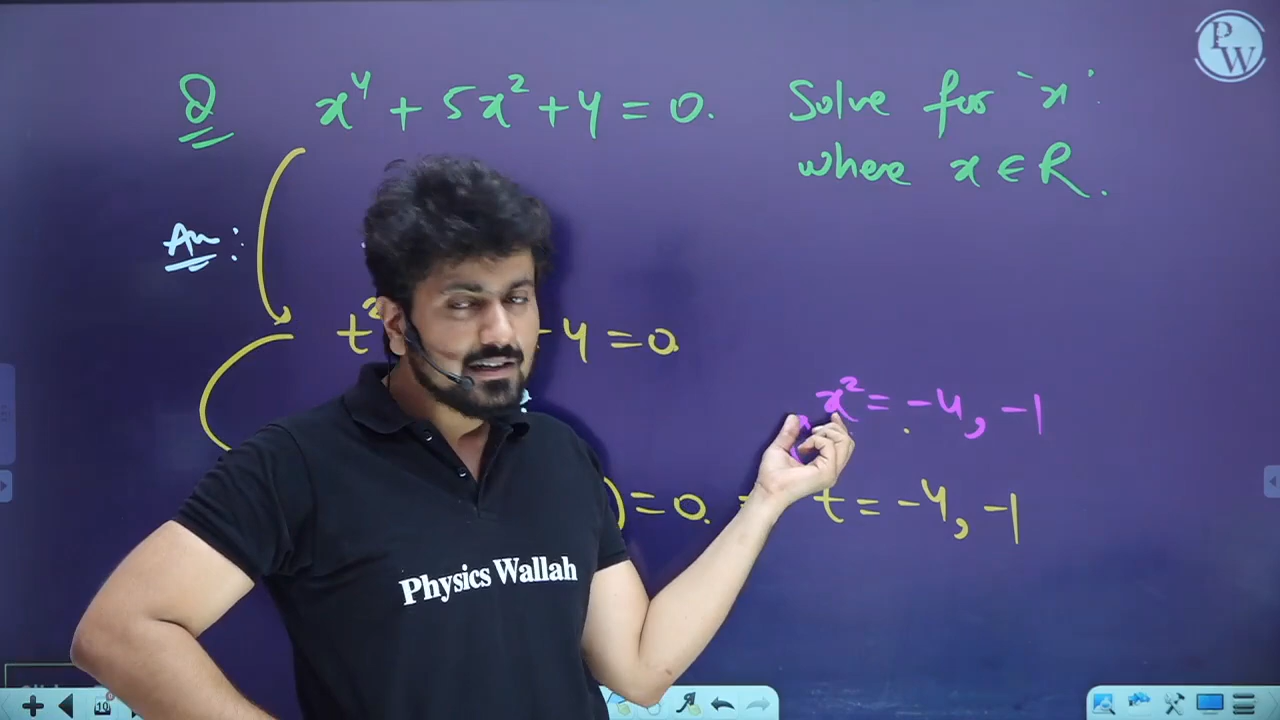 PW
Q x⁴ + 5x² + 4 = 0. Solve for 'x'
where x ∈ R.
Ans:
t² - 4 = 0
x² = -4, -1
) = 0. t = -4, -1
Physics Wallah
10